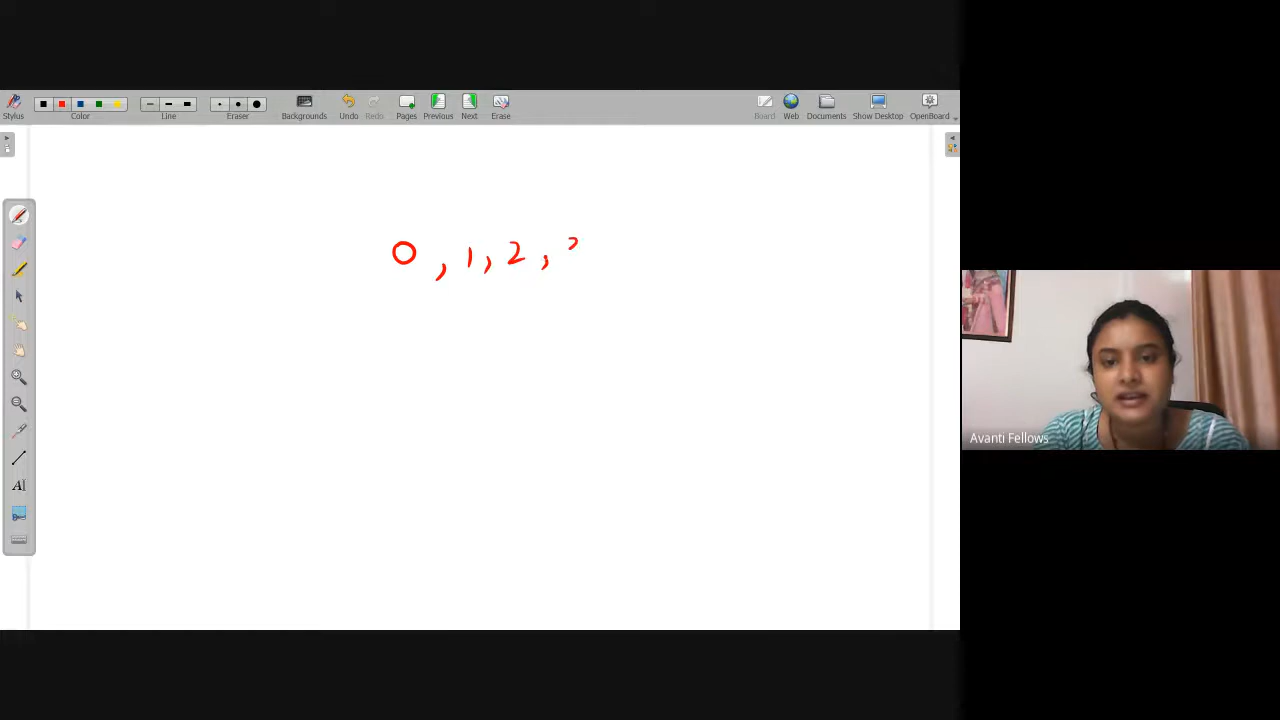 Stylus
Color
Line
Eraser
Backgrounds
Undo
Redo
Pages
Previous
Next
Erase
Board
Web
Documents
Show Desktop
OpenBoard
0, 1, 2,
AI
Avanti Fellows